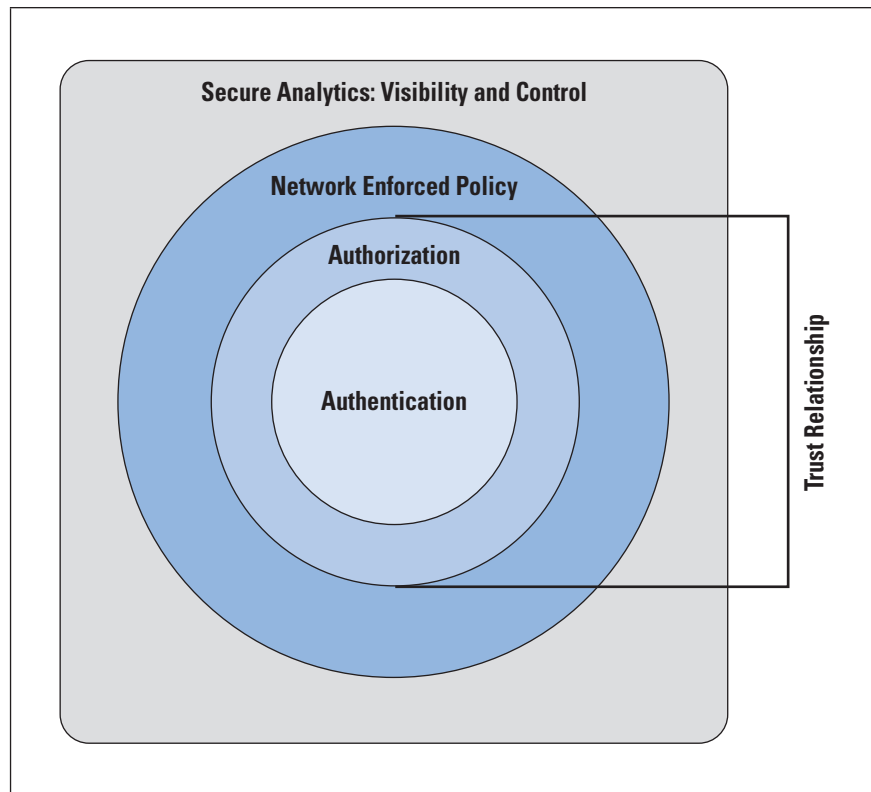 Secure Analytics: Visibility and Control
Network Enforced Policy
Authorization
Authentication
Trust Relationship